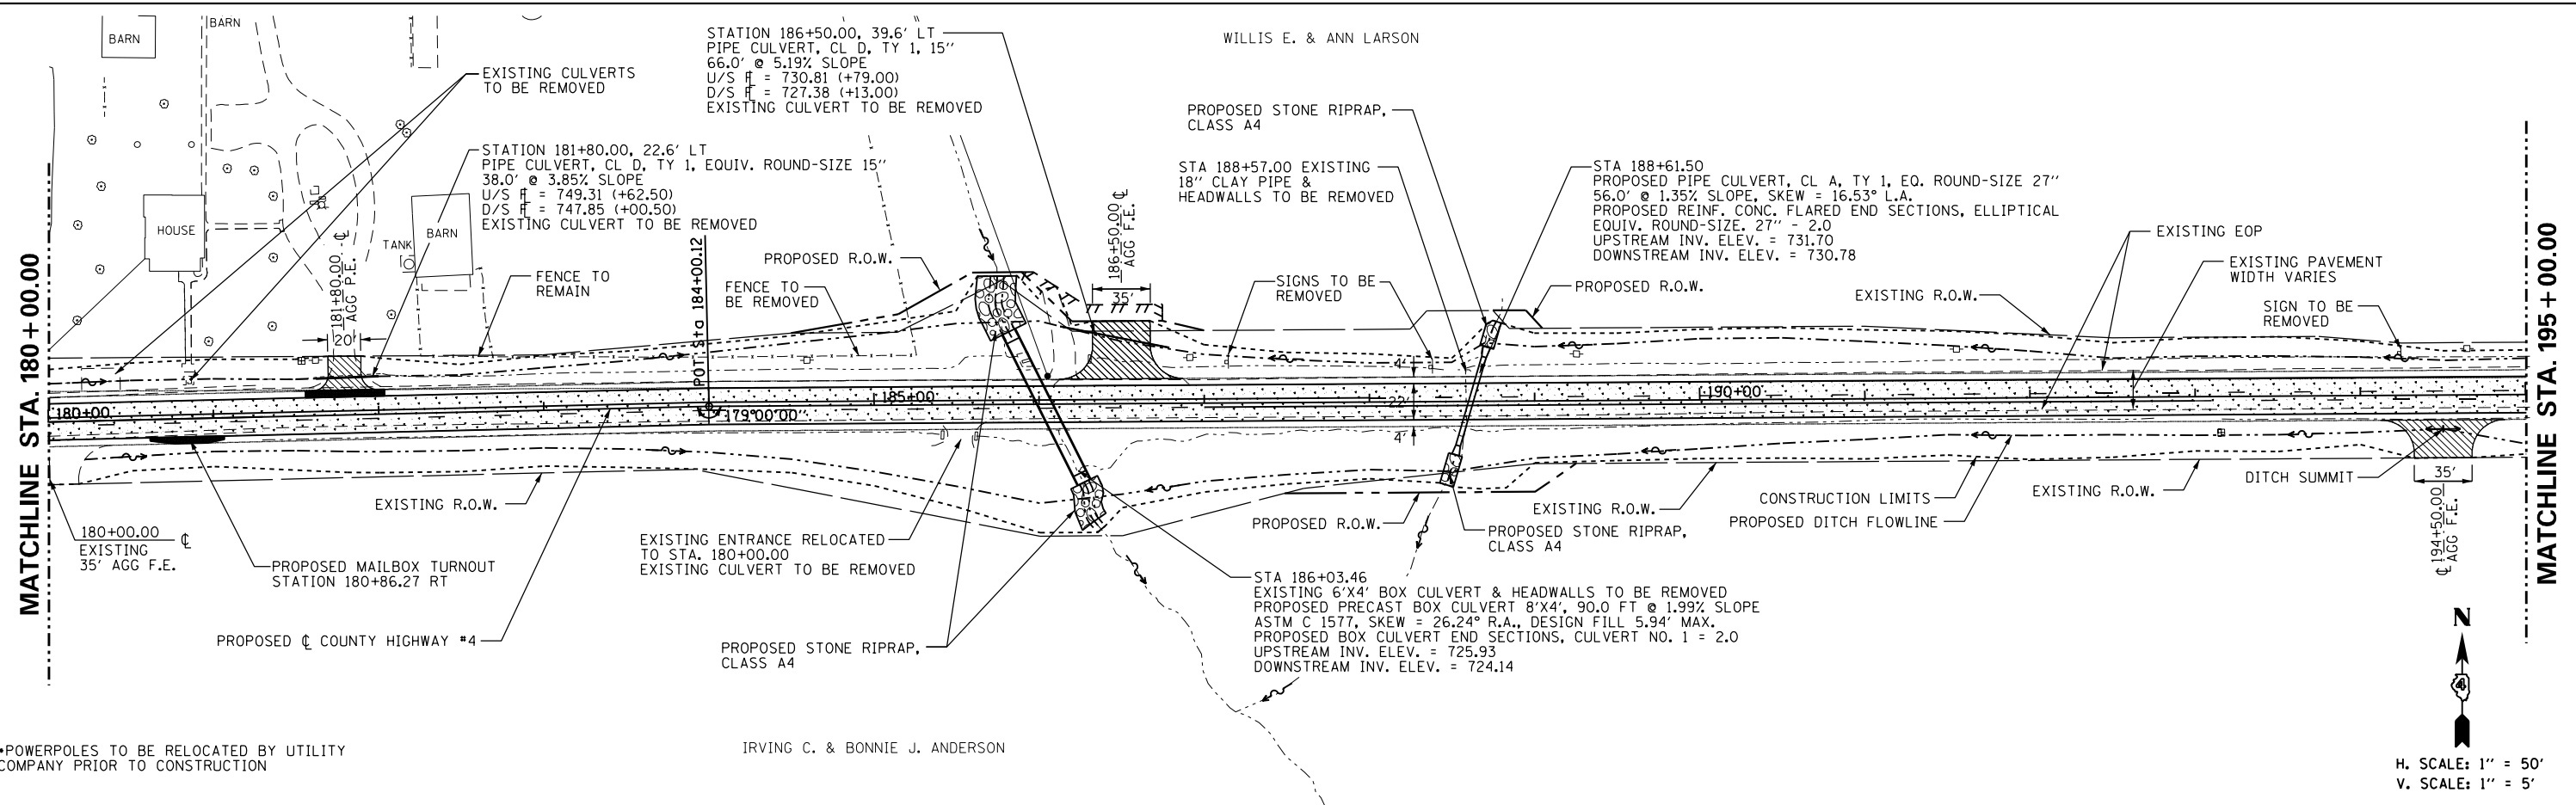 BARN
BARN
WILLIS E. & ANN LARSON
STATION 186+50.00, 39.6' LT
PIPE CULVERT, CL D, TY 1, 15"
66.0' @ 5.19% SLOPE
U/S F = 730.81 (+79.00)
D/S F = 727.38 (+13.00)
EXISTING CULVERT TO BE REMOVED
EXISTING CULVERTS
TO BE REMOVED
STATION 181+80.00, 22.6' LT
PIPE CULVERT, CL D, TY 1, EQUIV. ROUND-SIZE 15"
38.0' @ 3.85% SLOPE
U/S F = 749.31 (+62.50)
D/S F = 747.85 (+00.50)
EXISTING CULVERT TO BE REMOVED
PROPOSED STONE RIPRAP,
CLASS A4
STA 188+57.00 EXISTING
18" CLAY PIPE &
HEADWALLS TO BE REMOVED
STA 188+61.50
PROPOSED PIPE CULVERT, CL A, TY 1, EQ. ROUND-SIZE 27"
56.0' @ 1.35% SLOPE, SKEW = 16.53° L.A.
PROPOSED REINF. CONC. FLARED END SECTIONS, ELLIPTICAL
EQUIV. ROUND-SIZE. 27" - 2.0
UPSTREAM INV. ELEV. = 731.70
DOWNSTREAM INV. ELEV. = 730.78
HOUSE
TANK
BARN
181+80.00 ℄
AGG P.E.
20'
FENCE TO
REMAIN
POT Sta 184+00.12
PROPOSED R.O.W.
FENCE TO
BE REMOVED
186+50.00 ℄
AGG F.E.
35'
SIGNS TO BE
REMOVED
PROPOSED R.O.W.
EXISTING R.O.W.
EXISTING EOP
EXISTING PAVEMENT
WIDTH VARIES
SIGN TO BE
REMOVED
MATCHLINE STA. 180+00.00
MATCHLINE STA. 195+00.00
180+00
179°00'00"
185+00
190+00
4'
22'
4'
180+00.00 ℄
EXISTING
35' AGG F.E.
PROPOSED MAILBOX TURNOUT
STATION 180+86.27 RT
EXISTING R.O.W.
PROPOSED ℄ COUNTY HIGHWAY #4
EXISTING ENTRANCE RELOCATED
TO STA. 180+00.00
EXISTING CULVERT TO BE REMOVED
PROPOSED STONE RIPRAP,
CLASS A4
PROPOSED R.O.W.
EXISTING R.O.W.
PROPOSED STONE RIPRAP,
CLASS A4
CONSTRUCTION LIMITS
PROPOSED DITCH FLOWLINE
EXISTING R.O.W.
DITCH SUMMIT
35'
℄ 194+50.00
AGG F.E.
STA 186+03.46
EXISTING 6'X4' BOX CULVERT & HEADWALLS TO BE REMOVED
PROPOSED PRECAST BOX CULVERT 8'X4', 90.0 FT @ 1.99% SLOPE
ASTM C 1577, SKEW = 26.24° R.A., DESIGN FILL 5.94' MAX.
PROPOSED BOX CULVERT END SECTIONS, CULVERT NO. 1 = 2.0
UPSTREAM INV. ELEV. = 725.93
DOWNSTREAM INV. ELEV. = 724.14
N
•POWERPOLES TO BE RELOCATED BY UTILITY
COMPANY PRIOR TO CONSTRUCTION
IRVING C. & BONNIE J. ANDERSON
H. SCALE: 1" = 50'
V. SCALE: 1" = 5'